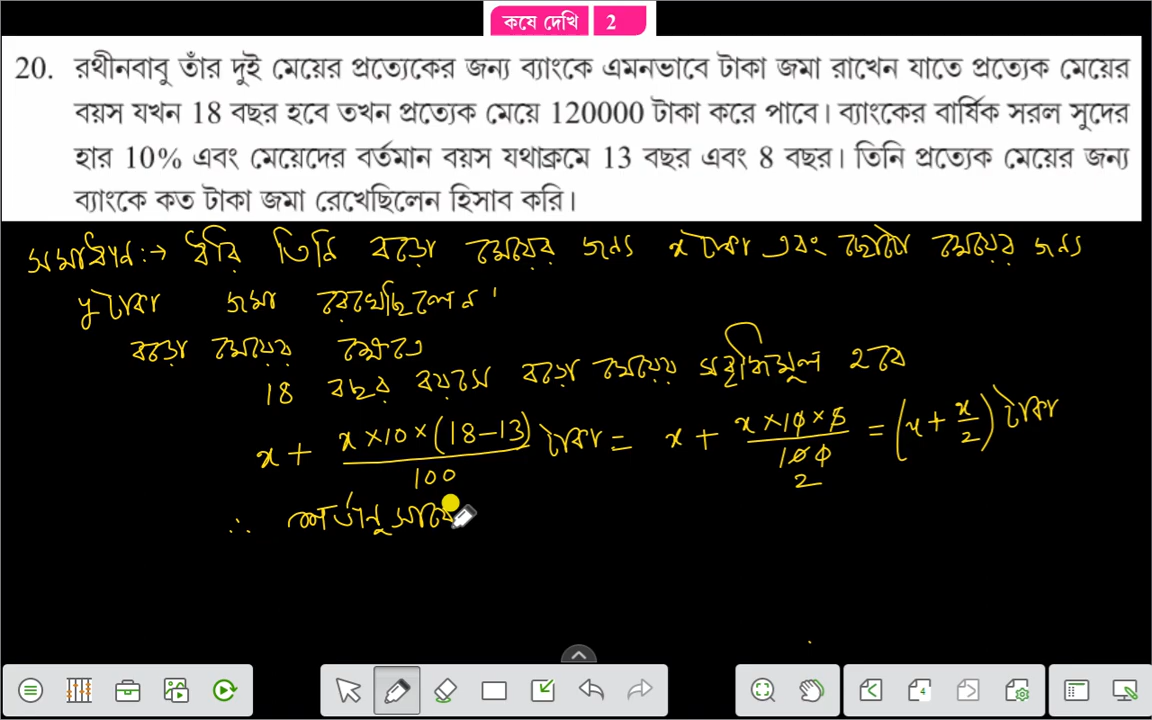 কষে দেখি 2
20. রথীনবাবু তাঁর দুই মেয়ের প্রত্যেকের জন্য ব্যাংকে এমনভাবে টাকা জমা রাখেন যাতে প্রত্যেক মেয়ের
বয়স যখন 18 বছর হবে তখন প্রত্যেক মেয়ে 120000 টাকা করে পাবে। ব্যাংকের বার্ষিক সরল সুদের
হার 10% এবং মেয়েদের বর্তমান বয়স যথাক্রমে 13 বছর এবং 8 বছর। তিনি প্রত্যেক মেয়ের জন্য
ব্যাংকে কত টাকা জমা রেখেছিলেন হিসাব করি।
সমাধান:→ ধরি তিনি বড়ো মেয়ের জন্য x টাকা এবং ছোটো মেয়ের জন্য
y টাকা জমা রেখেছিলেন।
বড়ো মেয়ের ক্ষেত্রে
18 বছর বয়সে বড়ো মেয়ের সবৃদ্ধিমূল হবে
x + x×10×(18-13)/100 টাকা = x + x×10×5/100 2 = (x + x/2) টাকা
∴ শর্তানুসারে
4